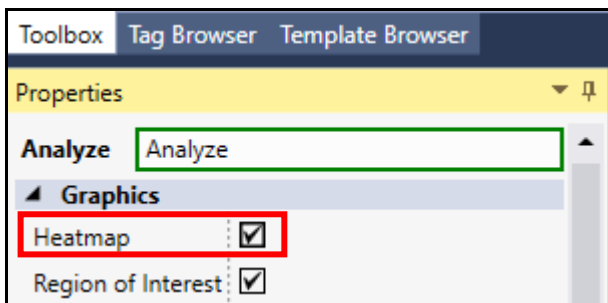 Toolbox Tag Browser Template Browser
Properties
Analyze Analyze
Graphics
Heatmap
Region of Interest